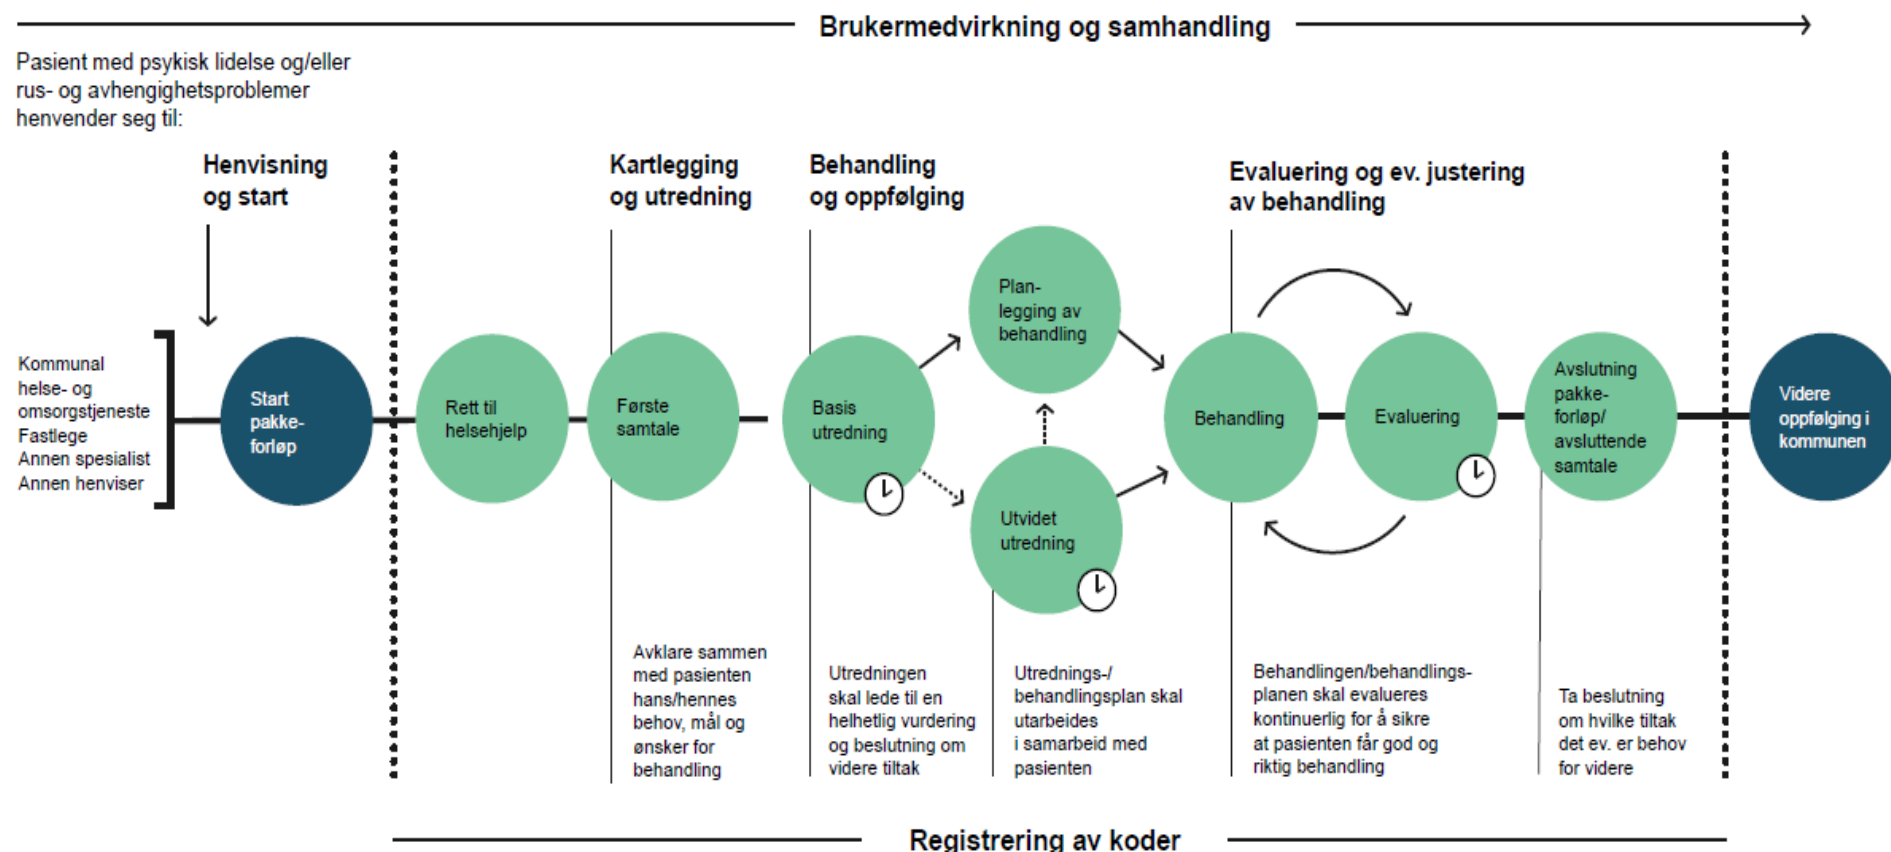 Brukermedvirkning og samhandling
Pasient med psykisk lidelse og/eller
rus- og avhengighetsproblemer
henvender seg til:
Henvisning
og start
Kartlegging
og utredning
Behandling
og oppfølging
Evaluering og ev. justering
av behandling
Kommunal
helse- og
omsorgstjeneste
Fastlege
Annen spesialist
Annen henviser
Start
pakke-
forløp
Rett til
helsehjelp
Første
samtale
Basis
utredning
Plan-
legging av
behandling
Utvidet
utredning
Behandling
Evaluering
Avslutning
pakke-
forløp/
avsluttende
samtale
Videre
oppfølging i
kommunen
Avklare sammen
med pasienten
hans/hennes
behov, mål og
ønsker for
behandling
Utredningen
skal lede til en
helhetlig vurdering
og beslutning om
videre tiltak
Utrednings-/
behandlingsplan skal
utarbeides
i samarbeid med
pasienten
Behandlingen/behandlings-
planen skal evalueres
kontinuerlig for å sikre
at pasienten får god og
riktig behandling
Ta beslutning
om hvilke tiltak
det ev. er behov
for videre
Registrering av koder